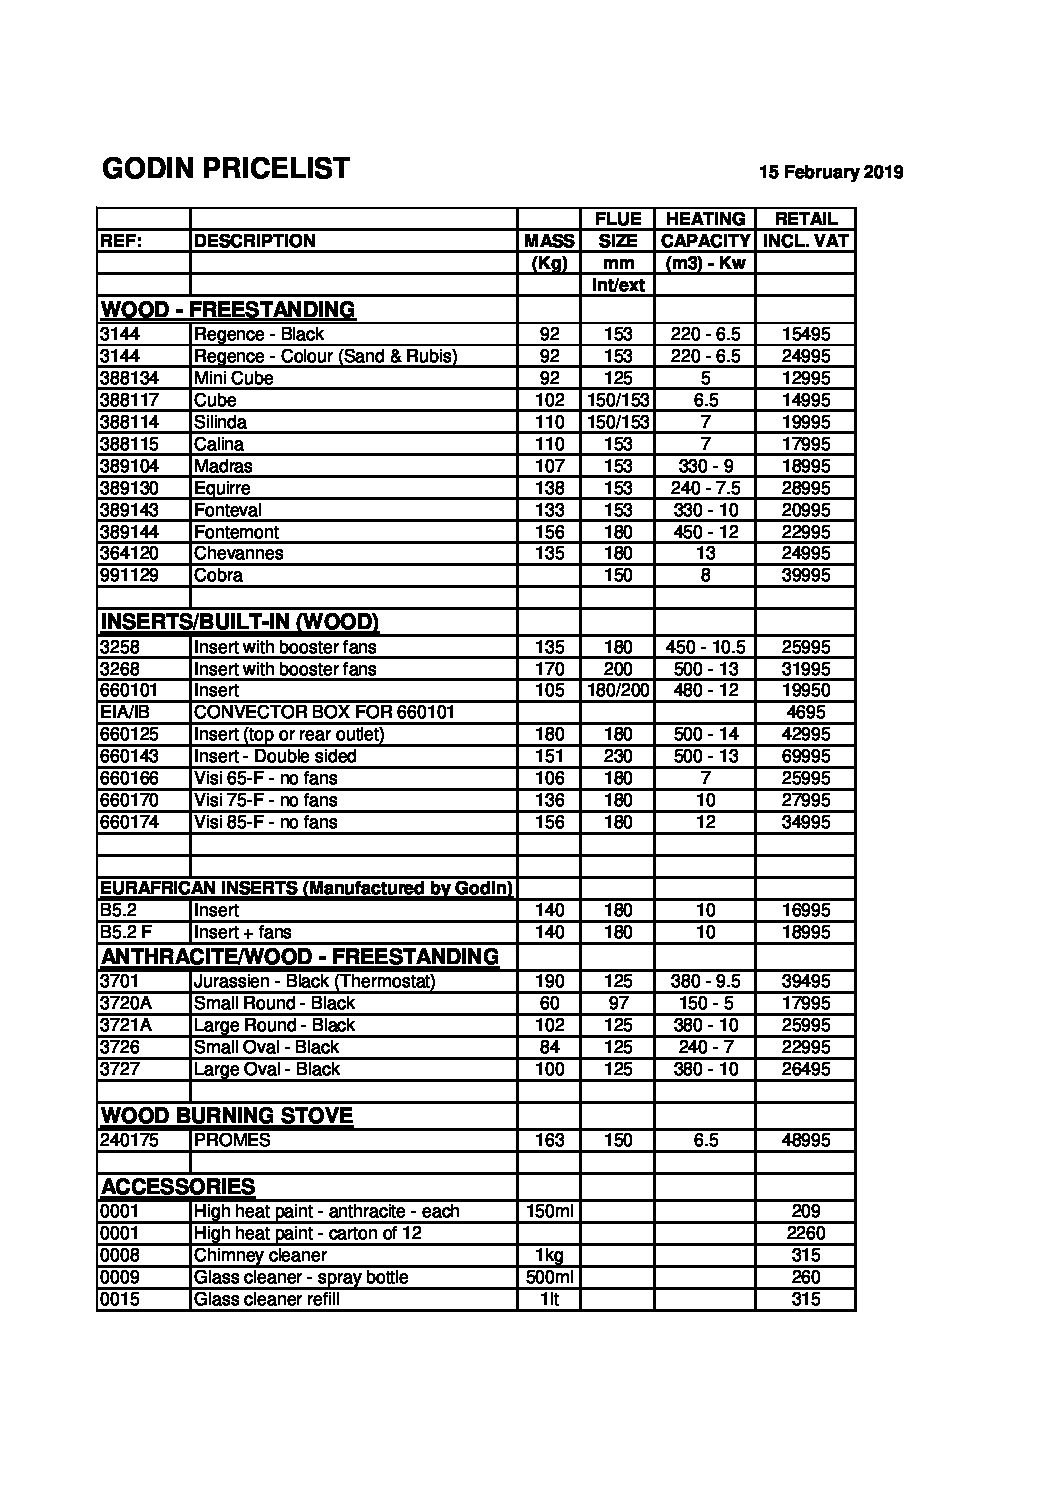 GODIN PRICELIST 15 February 2019
FLUE HEATING RETAIL
REF: DESCRIPTION MASS SIZE CAPACITY INCL. VAT
(Kg) mm (m3) - Kw
Int/ext
WOOD - FREESTANDING
3144 Regence - Black 92 153 220 - 6.5 15495
3144 Regence - Colour (Sand & Rubis) 92 153 220 - 6.5 24995
388134 Mini Cube 92 125 5 12995
388117 Cube 102 150/153 6.5 14995
388114 Silinda 110 150/153 7 19995
388115 Calina 110 153 7 17995
389104 Madras 107 153 330 - 9 18995
389130 Equirre 138 153 240 - 7.5 28995
389143 Fonteval 133 153 330 - 10 20995
389144 Fontemont 156 180 450 - 12 22995
364120 Chevannes 135 180 13 24995
991129 Cobra 150 8 39995
INSERTS/BUILT-IN (WOOD)
3258 Insert with booster fans 135 180 450 - 10.5 25995
3268 Insert with booster fans 170 200 500 - 13 31995
660101 Insert 105 180/200 480 - 12 19950
EIA/IB CONVECTOR BOX FOR 660101 4695
660125 Insert (top or rear outlet) 180 180 500 - 14 42995
660143 Insert - Double sided 151 230 500 - 13 69995
660166 Visi 65-F - no fans 106 180 7 25995
660170 Visi 75-F - no fans 136 180 10 27995
660174 Visi 85-F - no fans 156 180 12 34995
EURAFRICAN INSERTS (Manufactured by Godin)
B5.2 Insert 140 180 10 16995
B5.2 F Insert + fans 140 180 10 18995
ANTHRACITE/WOOD - FREESTANDING
3701 Jurassien - Black (Thermostat) 190 125 380 - 9.5 39495
3720A Small Round - Black 60 97 150 - 5 17995
3721A Large Round - Black 102 125 380 - 10 25995
3726 Small Oval - Black 84 125 240 - 7 22995
3727 Large Oval - Black 100 125 380 - 10 26495
WOOD BURNING STOVE
240175 PROMES 163 150 6.5 48995
ACCESSORIES
0001 High heat paint - anthracite - each 150ml 209
0001 High heat paint - carton of 12 2260
0008 Chimney cleaner 1kg 315
0009 Glass cleaner - spray bottle 500ml 260
0015 Glass cleaner refill 1lt 315